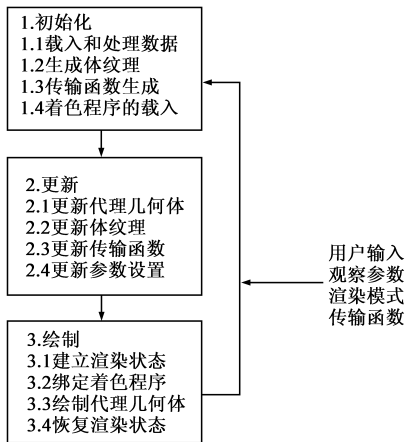 1.初始化
1.1载入和处理数据
1.2生成体纹理
1.3传输函数生成
1.4着色程序的载入
2.更新
2.1更新代理几何体
2.2更新体纹理
2.3更新传输函数
2.4更新参数设置
3.绘制
3.1建立渲染状态
3.2绑定着色程序
3.3绘制代理几何体
3.4恢复渲染状态
用户输入
观察参数
渲染模式
传输函数